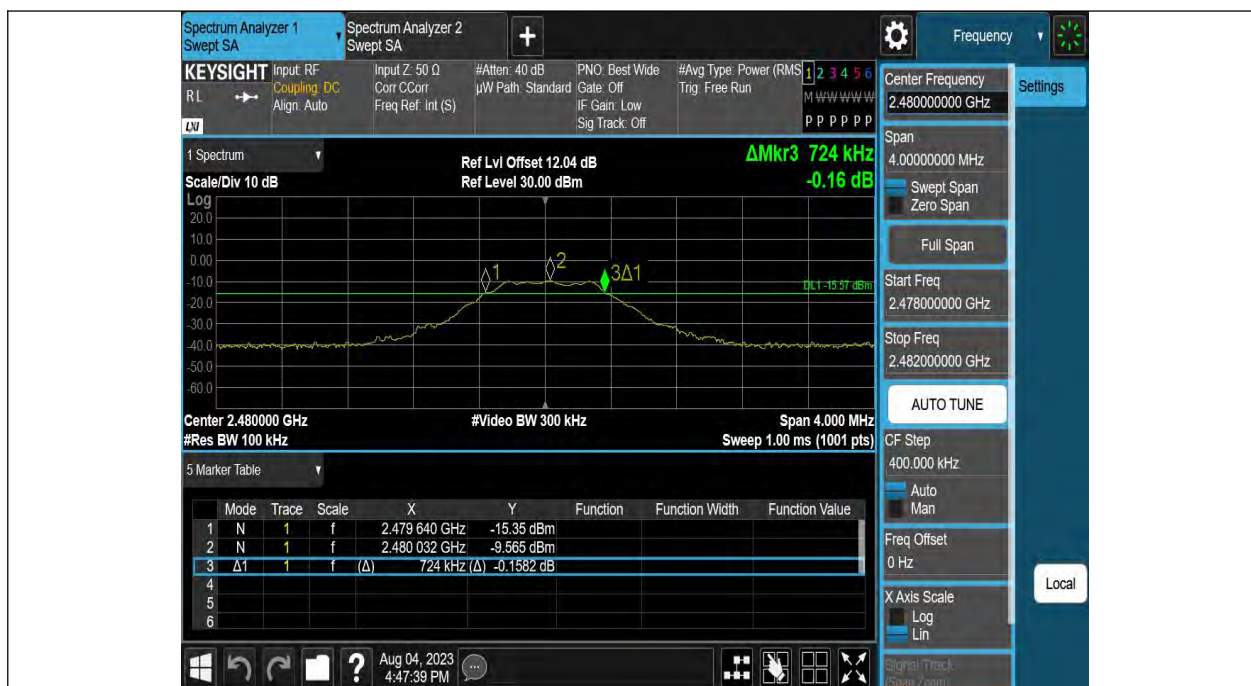 Spectrum Analyzer 1
Swept SA
Spectrum Analyzer 2
Swept SA
+
Frequency
KEYSIGHT
RL
LXI
Input: RF
Coupling: DC
Align: Auto
Input Z: 50 Ω
Corr CCorr
Freq Ref: Int (S)
#Atten: 40 dB
µW Path: Standard
PNO: Best Wide
Gate: Off
IF Gain: Low
Sig Track: Off
#Avg Type: Power (RMS
Trig: Free Run
1 2 3 4 5 6
M W W W W W
P P P P P P
1 Spectrum
Scale/Div 10 dB
Log
Ref Lvl Offset 12.04 dB
Ref Level 30.00 dBm
ΔMkr3 724 kHz
-0.16 dB
20.0
10.0
0.00
-10.0
-20.0
-30.0
-40.0
-50.0
-60.0
1
2
3Δ1
DL1 -15.57 dBm
Center 2.480000 GHz
#Video BW 300 kHz
Span 4.000 MHz
#Res BW 100 kHz
Sweep 1.00 ms (1001 pts)
5 Marker Table
Mode Trace Scale X Y Function Function Width Function Value
1 N 1 f 2.479 640 GHz -15.35 dBm
2 N 1 f 2.480 032 GHz -9.565 dBm
3 Δ1 1 f (Δ) 724 kHz (Δ) -0.1582 dB
4
5
6
?
Aug 04, 2023
4:47:39 PM
Center Frequency
2.480000000 GHz
Span
4.00000000 MHz
Swept Span
Zero Span
Full Span
Start Freq
2.478000000 GHz
Stop Freq
2.482000000 GHz
AUTO TUNE
CF Step
400.000 kHz
Auto
Man
Freq Offset
0 Hz
X Axis Scale
Log
Lin
Signal Track
(Span Zoom)
Settings
Local